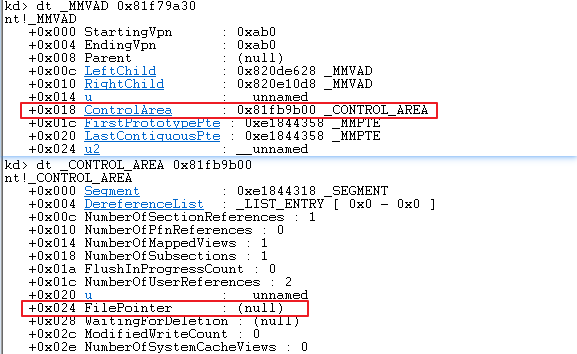 kd> dt _MMVAD 0x81f79a30
nt!_MMVAD
+0x000 StartingVpn : 0xab0
+0x004 EndingVpn : 0xab0
+0x008 Parent : (null)
+0x00c LeftChild : 0x820de628 _MMVAD
+0x010 RightChild : 0x820e10d8 _MMVAD
+0x014 u : __unnamed
+0x018 ControlArea : 0x81fb9b00 _CONTROL_AREA
+0x01c FirstPrototypePte : 0xe1844358 _MMPTE
+0x020 LastContiguousPte : 0xe1844358 _MMPTE
+0x024 u2 : __unnamed
kd> dt _CONTROL_AREA 0x81fb9b00
nt!_CONTROL_AREA
+0x000 Segment : 0xe1844318 _SEGMENT
+0x004 DereferenceList : _LIST_ENTRY [ 0x0 - 0x0 ]
+0x00c NumberOfSectionReferences : 1
+0x010 NumberOfPfnReferences : 0
+0x014 NumberOfMappedViews : 1
+0x018 NumberOfSubsections : 1
+0x01a FlushInProgressCount : 0
+0x01c NumberOfUserReferences : 2
+0x020 u : __unnamed
+0x024 FilePointer : (null)
+0x028 WaitingForDeletion : (null)
+0x02c ModifiedWriteCount : 0
+0x02e NumberOfSystemCacheViews : 0